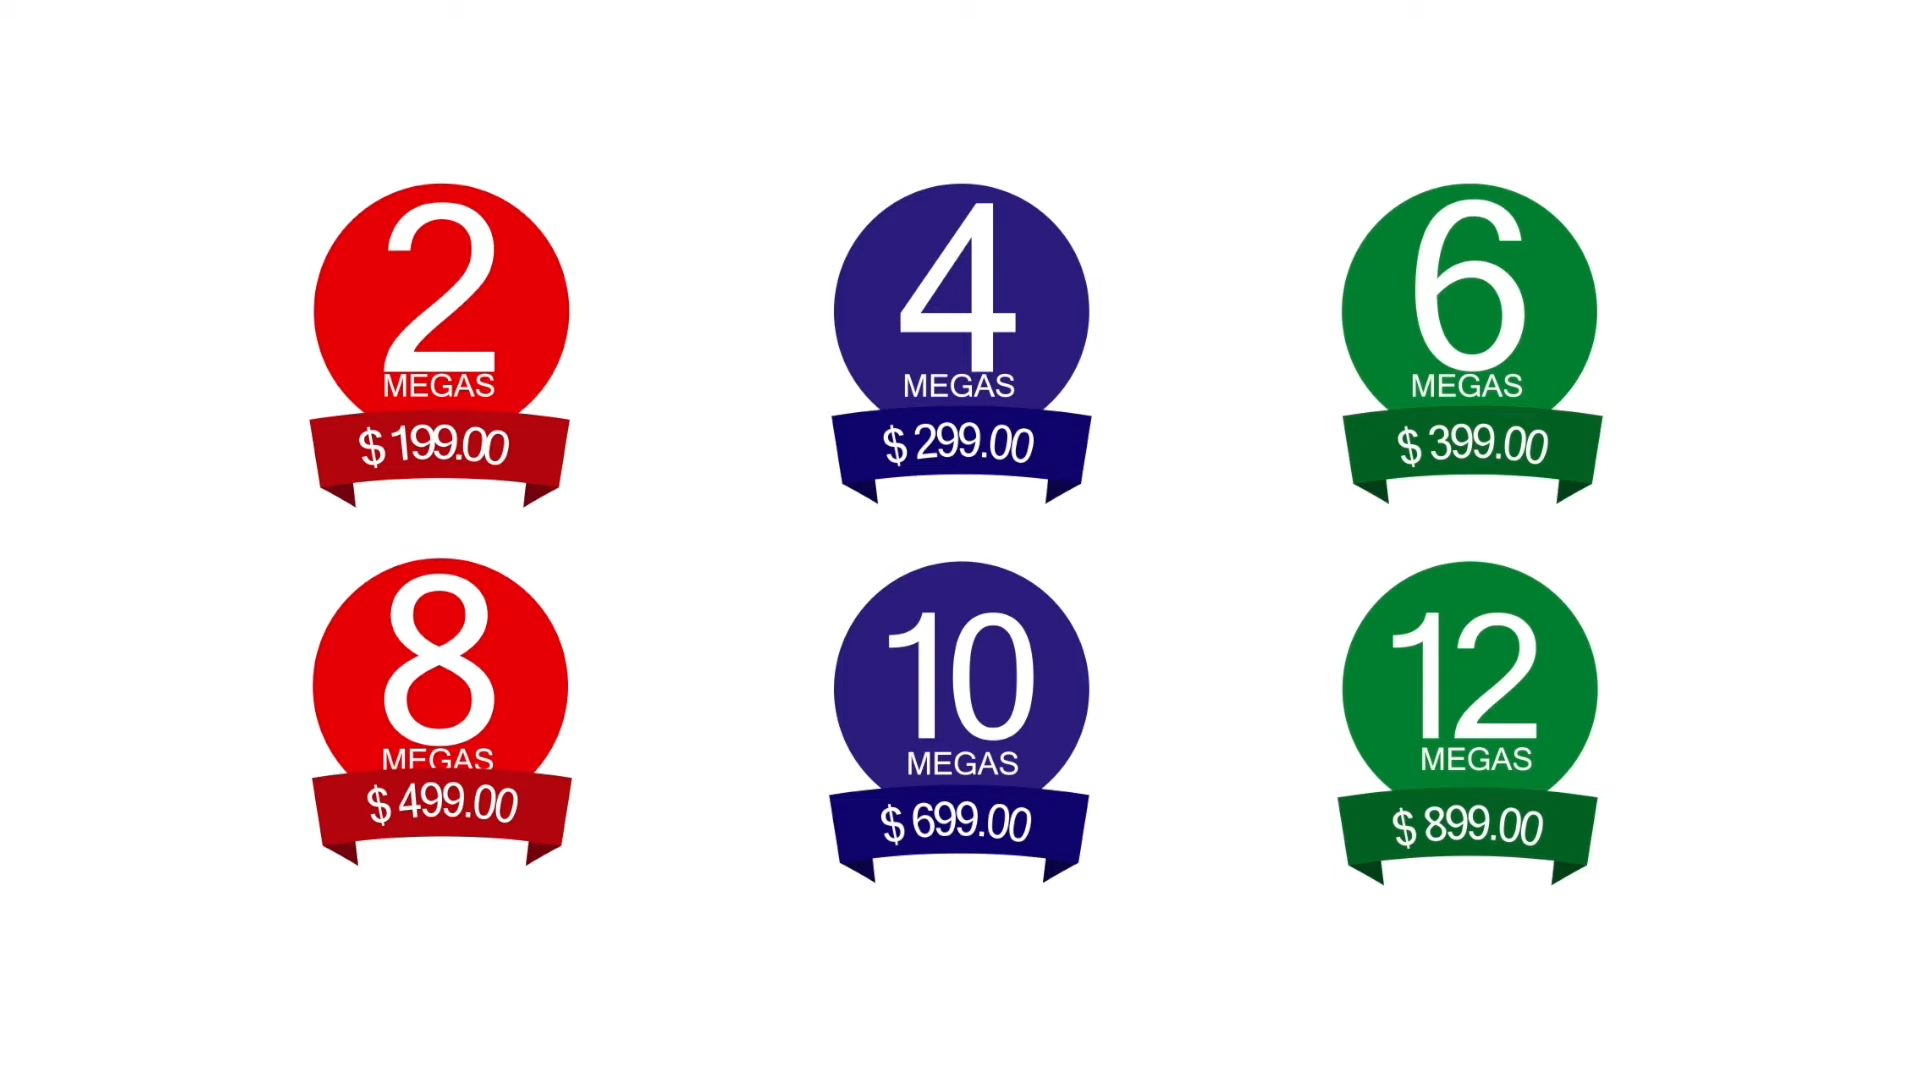 2
MEGAS
$ 199.00
4
MEGAS
$ 299.00
6
MEGAS
$ 399.00
8
MEGAS
$ 499.00
10
MEGAS
$ 699.00
12
MEGAS
$ 899.00